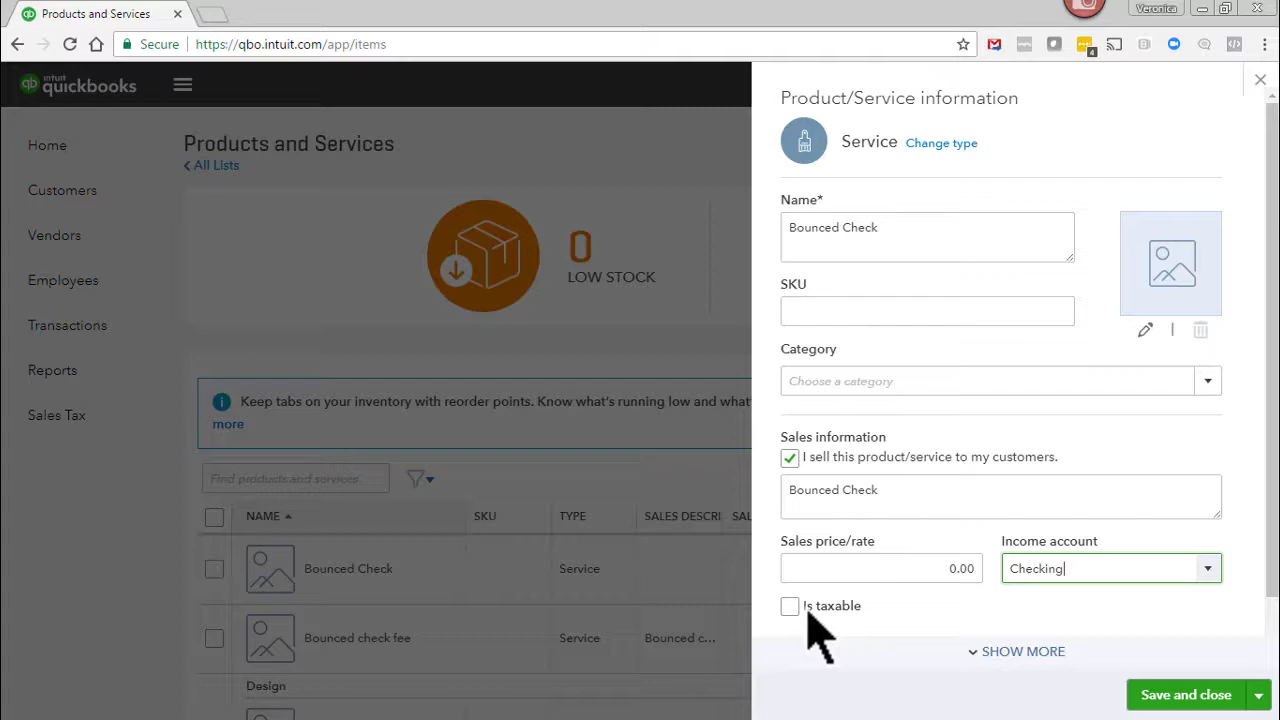 Products and Services
Veronica
Secure
https://qbo.intuit.com/app/items
4
intuit
quickbooks
Home
Customers
Vendors
Employees
Transactions
Reports
Sales Tax
Products and Services
All Lists
0
LOW STOCK
Keep tabs on your inventory with reorder points. Know what's running low and what'
more
Find products and services
NAME
SKU
TYPE
SALES DESCRI
SAL
Bounced Check
Service
Bounced check fee
Service
Bounced c...
Design
Product/Service information
Service
Change type
Name*
Bounced Check
SKU
Category
Choose a category
Sales information
I sell this product/service to my customers.
Bounced Check
Sales price/rate
Income account
0.00
Checking
Is taxable
SHOW MORE
Save and close